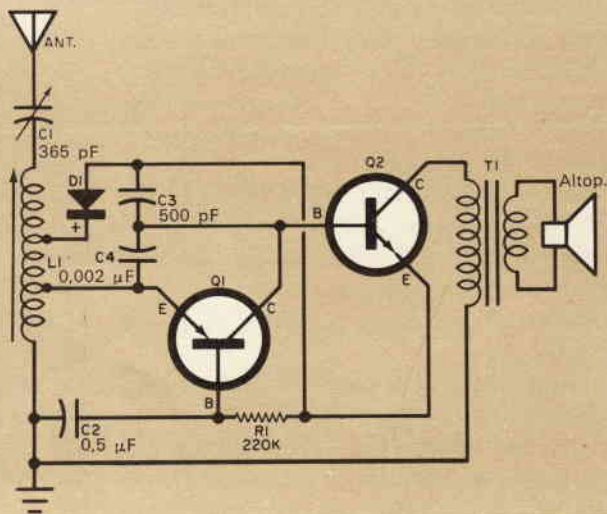 ANT.
C1
365 pF
D1
+
C3
500 pF
C4
L1
0,002 µF
Q1
E
C
B
Q2
B
C
E
T1
Altop.
C2
0,5 µF
R1
220K